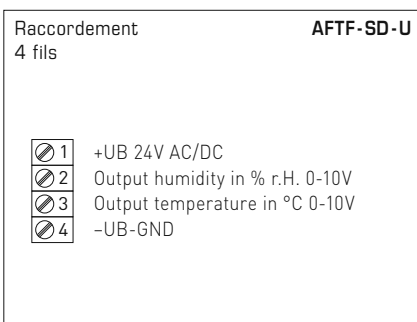 Raccordement AFTF-SD-U
4 fils
1 +UB 24V AC/DC
2 Output humidity in % r.H. 0-10V
3 Output temperature in °C 0-10V
4 –UB-GND